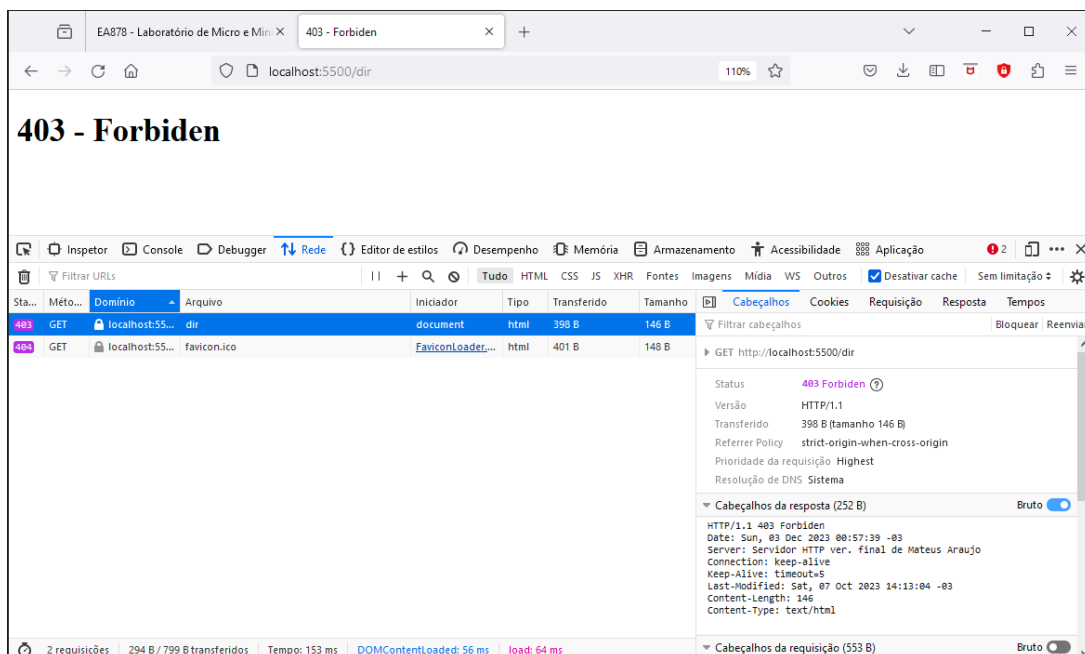 EA878 - Laboratório de Micro e Mini
403 - Forbiden
localhost:5500/dir
110%
403 - Forbiden
Inspetor Console Debugger Rede Editor de estilos Desempenho Memória Armazenamento Acessibilidade Aplicação 2
Filtrar URLs Tudo HTML CSS JS XHR Fontes Imagens Mídia WS Outros Desativar cache Sem limitação
Sta... Méto... Domínio Arquivo Iniciador Tipo Transferido Tamanho
403 GET localhost:55... dir document html 398 B 146 B
404 GET localhost:55... favicon.ico FaviconLoader.... html 401 B 148 B
Cabeçalhos Cookies Requisição Resposta Tempos
Filtrar cabeçalhos Bloquear Reenvia
GET http://localhost:5500/dir
Status 403 Forbiden ?
Versão HTTP/1.1
Transferido 398 B (tamanho 146 B)
Referrer Policy strict-origin-when-cross-origin
Prioridade da requisição Highest
Resolução de DNS Sistema
Cabeçalhos da resposta (252 B) Bruto
HTTP/1.1 403 Forbiden
Date: Sun, 03 Dec 2023 00:57:39 -03
Server: Servidor HTTP ver. final de Mateus Araujo
Connection: keep-alive
Keep-Alive: timeout=5
Last-Modified: Sat, 07 Oct 2023 14:13:04 -03
Content-Length: 146
Content-Type: text/html
Cabeçalhos da requisição (553 B) Bruto
2 requisições 294 B / 799 B transferidos Tempo: 153 ms DOMContentLoaded: 56 ms load: 64 ms